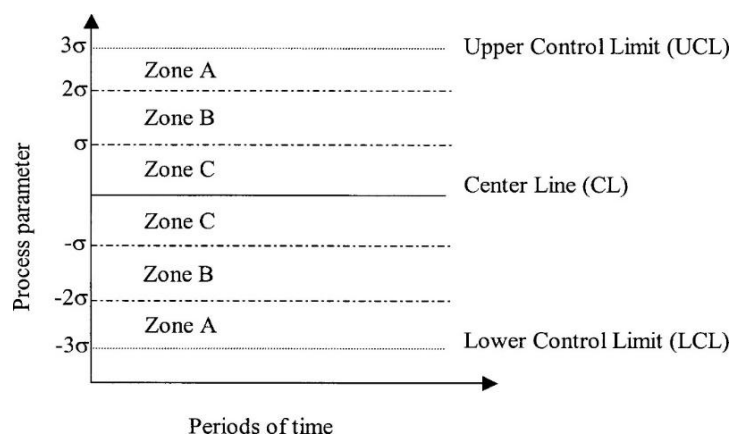 3σ
Upper Control Limit (UCL)
Zone A
2σ
Zone B
σ
Zone C
Center Line (CL)
Zone C
-σ
Zone B
-2σ
Zone A
-3σ
Lower Control Limit (LCL)
Process parameter
Periods of time